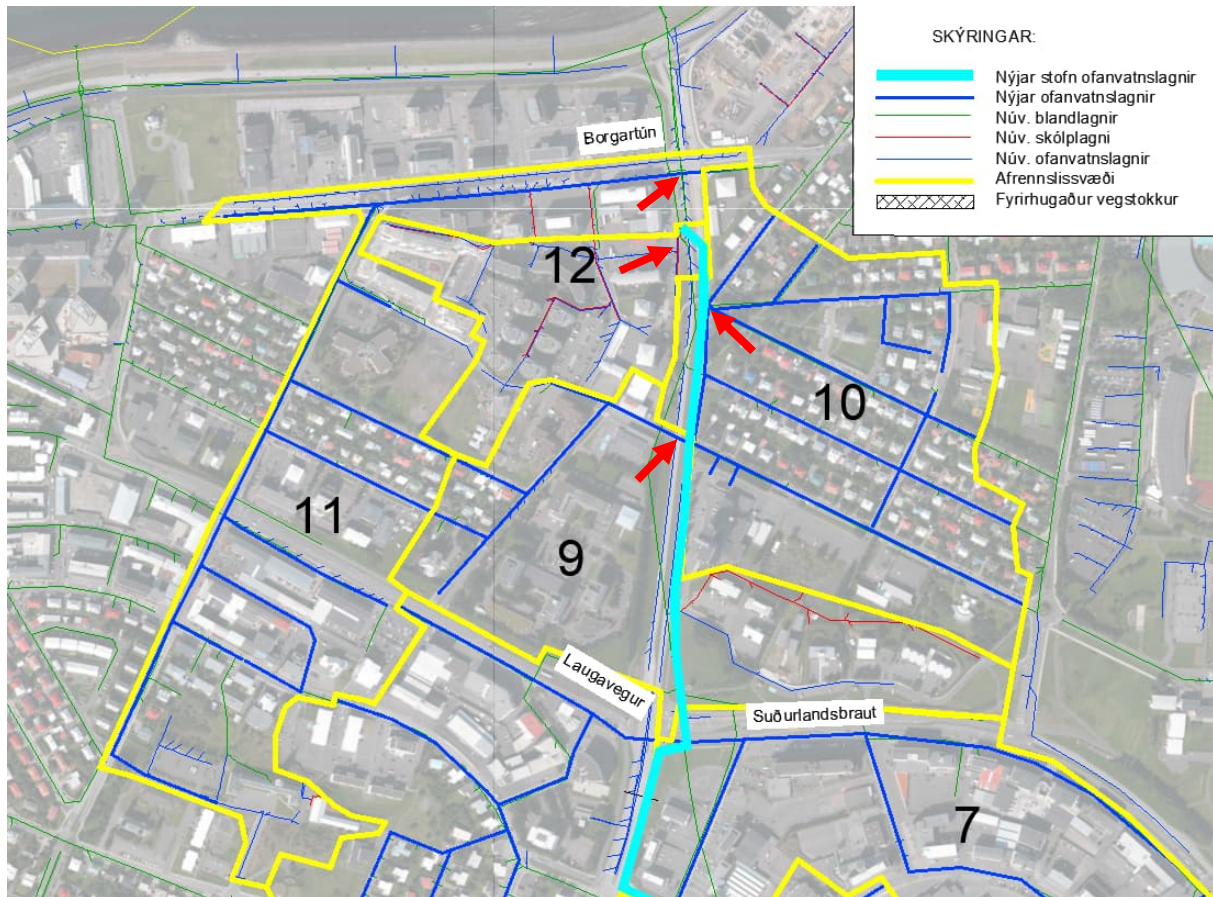 SKÝRINGAR:
Nýjar stofn ofanvatnslagnir
Nýjar ofanvatnslagnir
Núv. blandlagnir
Núv. skólplagni
Núv. ofanvatnslagnir
Afrennslissvæði
Fyrirhugaður vegstokkur
Borgartún
12
10
11
9
Laugavegur
Suðurlandsbraut
7